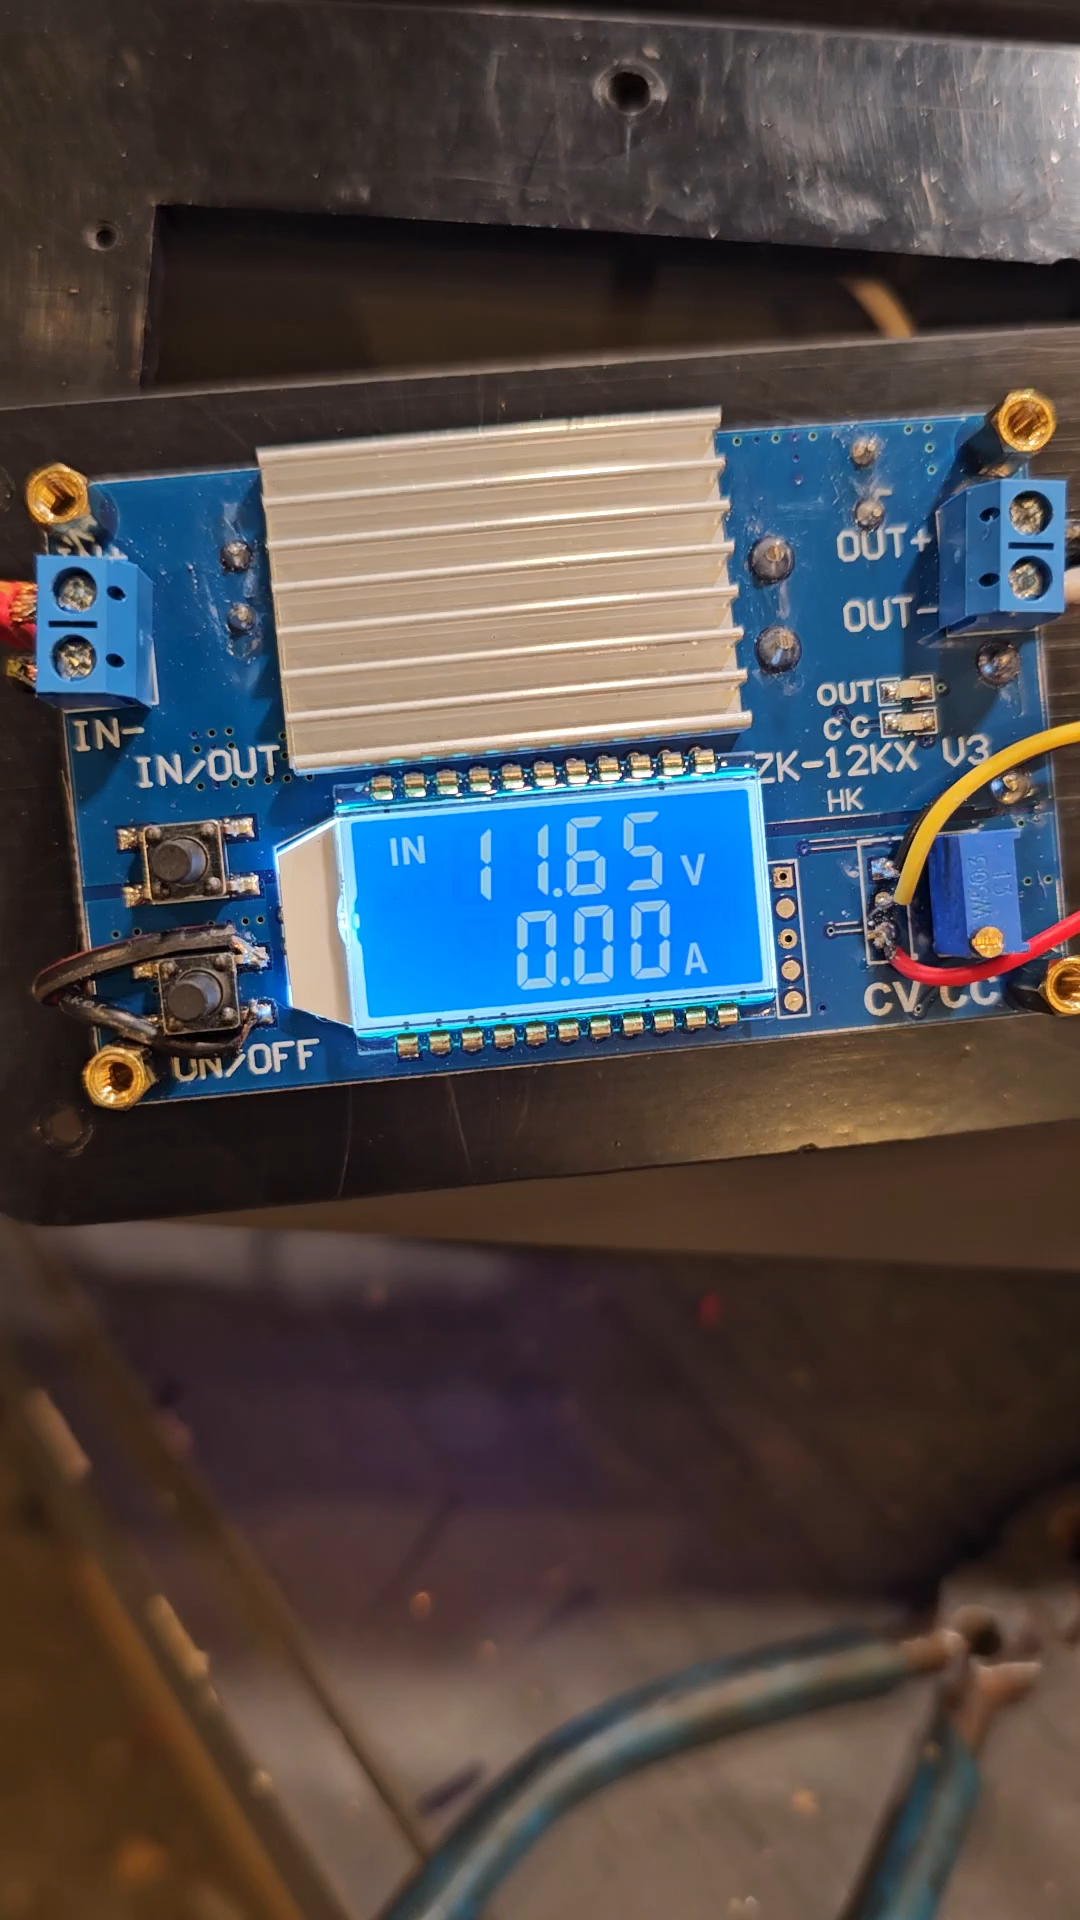 OUT+
OUT-
IN-
IN/OUT
OUT
CC
ZK-12KX V3
HK
IN 11.65 V
0.00 A
W503
CV CC
ON/OFF